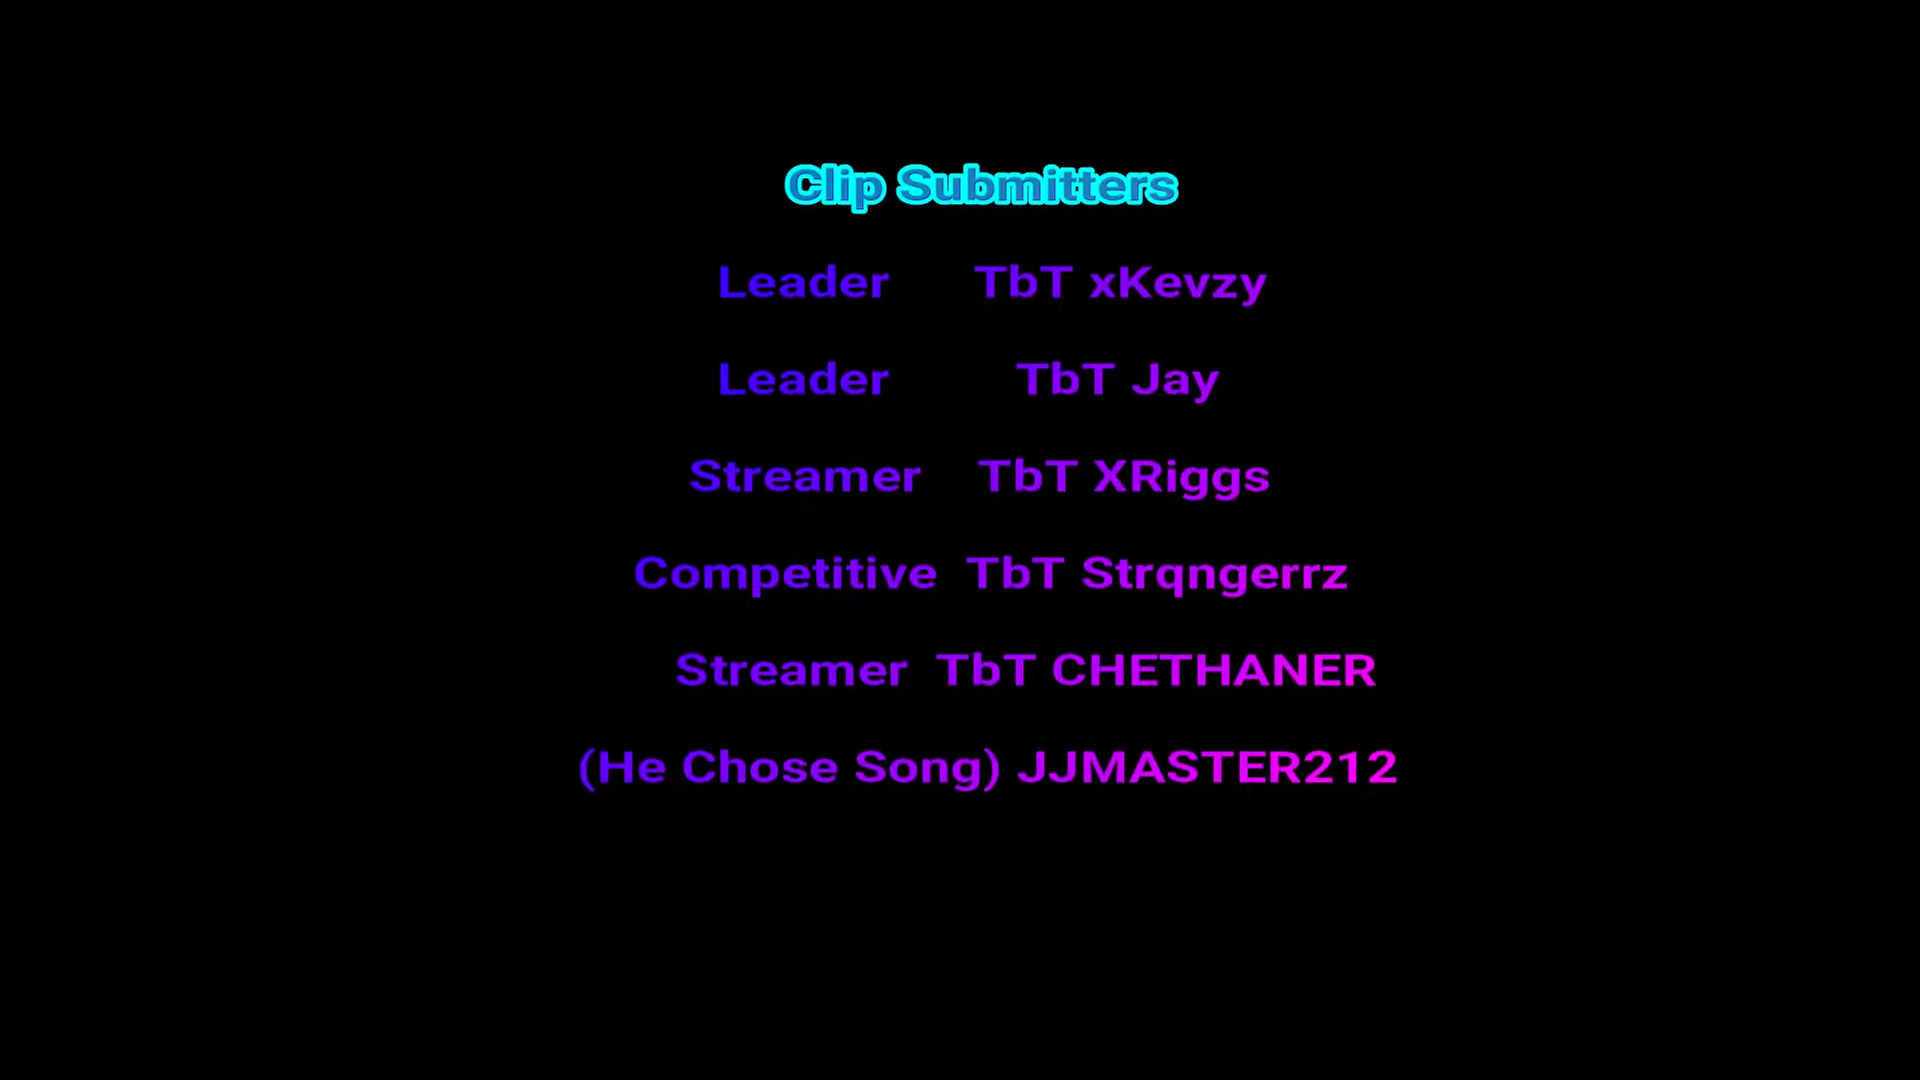 Clip Submitters
Leader TbT xKevzy
Leader TbT Jay
Streamer TbT XRiggs
Competitive TbT Strqngerrz
Streamer TbT CHETHANER
(He Chose Song) JJMASTER212